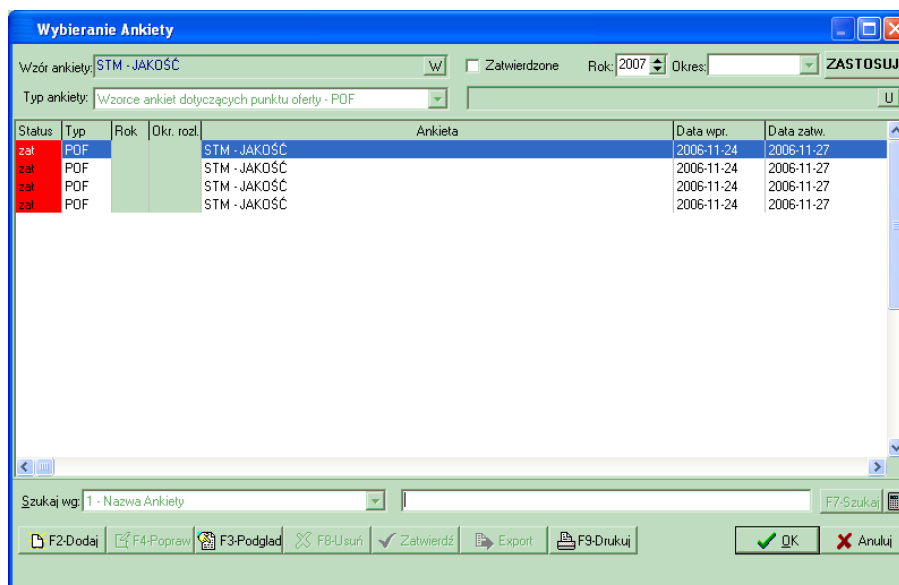 Wybieranie Ankiety
Wzór ankiety: STM - JAKOŚĆ W Zatwierdzone Rok: 2007 Okres: ZASTOSUJ
Typ ankiety: Wzorce ankiet dotyczących punktu oferty - POF U
Status Typ Rok Okr. rozl. Ankieta Data wpr. Data zatw.
zat POF STM - JAKOŚĆ 2006-11-24 2006-11-27
zat POF STM - JAKOŚĆ 2006-11-24 2006-11-27
zat POF STM - JAKOŚĆ 2006-11-24 2006-11-27
zat POF STM - JAKOŚĆ 2006-11-24 2006-11-27
Szukaj wg: 1 - Nazwa Ankiety F7-Szukaj
F2-Dodaj F4-Popraw F3-Podglad F8-Usuń Zatwierdź Export F9-Drukuj OK Anuluj